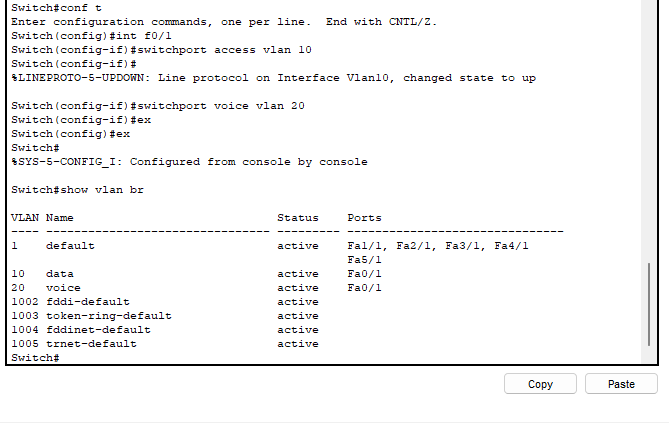 Switch#conf t
Enter configuration commands, one per line.  End with CNTL/Z.
Switch(config)#int f0/1
Switch(config-if)#switchport access vlan 10
Switch(config-if)#
%LINEPROTO-5-UPDOWN: Line protocol on Interface Vlan10, changed state to up

Switch(config-if)#switchport voice vlan 20
Switch(config-if)#ex
Switch(config)#ex
Switch#
%SYS-5-CONFIG_I: Configured from console by console

Switch#show vlan br

VLAN Name                             Status    Ports
---- -------------------------------- --------- -------------------------------
1    default                          active    Fa1/1, Fa2/1, Fa3/1, Fa4/1
                                                Fa5/1
10   data                             active    Fa0/1
20   voice                            active    Fa0/1
1002 fddi-default                     active
1003 token-ring-default               active
1004 fddinet-default                  active
1005 trnet-default                    active
Switch#
Copy Paste